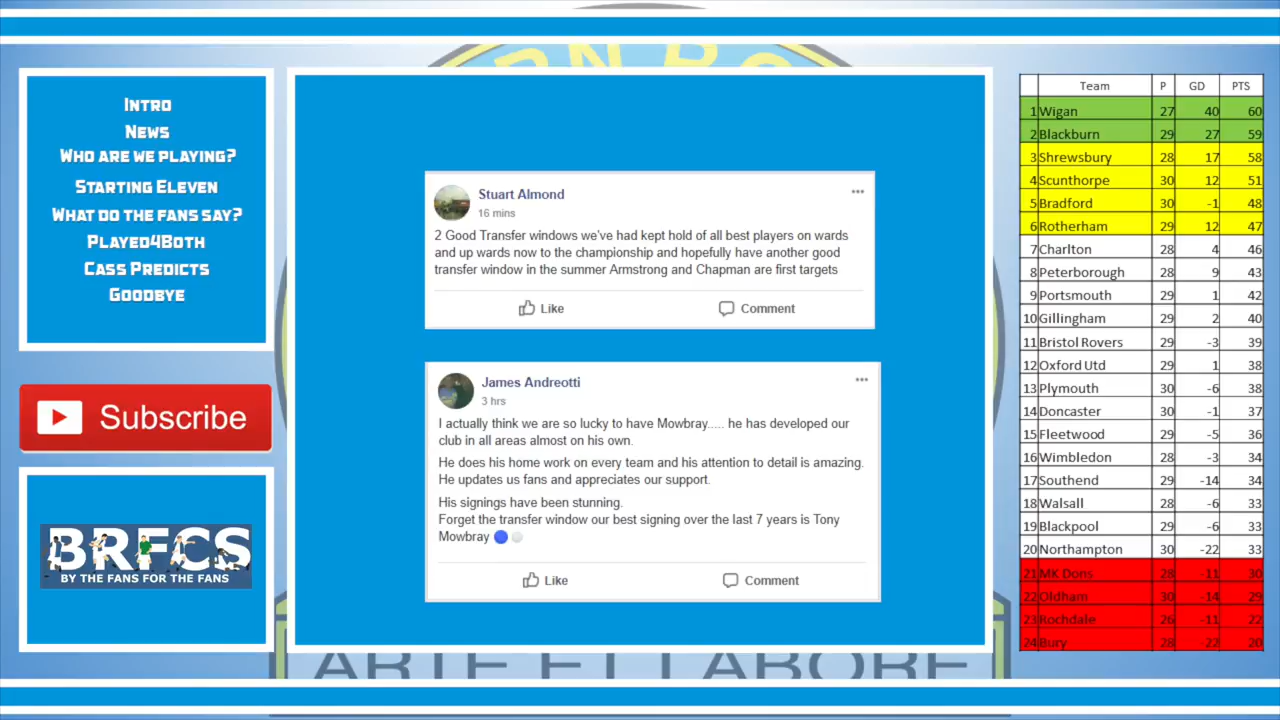 INTRO
NEWS
WHO ARE WE PLAYING?
STARTING ELEVEN
WHAT DO THE FANS SAY?
PLAYED4BOTH
CASS PREDICTS
GOODBYE
Subscribe
BRFCS
BY THE FANS FOR THE FANS
Stuart Almond
16 mins
2 Good Transfer windows we've had kept hold of all best players on wards
and up wards now to the championship and hopefully have another good
transfer window in the summer Armstrong and Chapman are first targets
Like Comment
James Andreotti
3 hrs
I actually think we are so lucky to have Mowbray..... he has developed our
club in all areas almost on his own.
He does his home work on every team and his attention to detail is amazing.
He updates us fans and appreciates our support.
His signings have been stunning.
Forget the transfer window our best signing over the last 7 years is Tony
Mowbray
Like Comment
Team P GD PTS
1 Wigan 27 40 60
2 Blackburn 29 27 59
3 Shrewsbury 28 17 58
4 Scunthorpe 30 12 51
5 Bradford 30 -1 48
6 Rotherham 29 12 47
7 Charlton 28 4 46
8 Peterborough 28 9 43
9 Portsmouth 29 1 42
10 Gillingham 29 2 40
11 Bristol Rovers 29 -3 39
12 Oxford Utd 29 1 38
13 Plymouth 30 -6 38
14 Doncaster 30 -1 37
15 Fleetwood 29 -5 36
16 Wimbledon 28 -3 34
17 Southend 29 -14 34
18 Walsall 28 -6 33
19 Blackpool 29 -6 33
20 Northampton 30 -22 33
21 MK Dons 28 -11 30
22 Oldham 30 -14 29
23 Rochdale 26 -11 22
24 Bury 28 22 20
ARTE ET LABORE